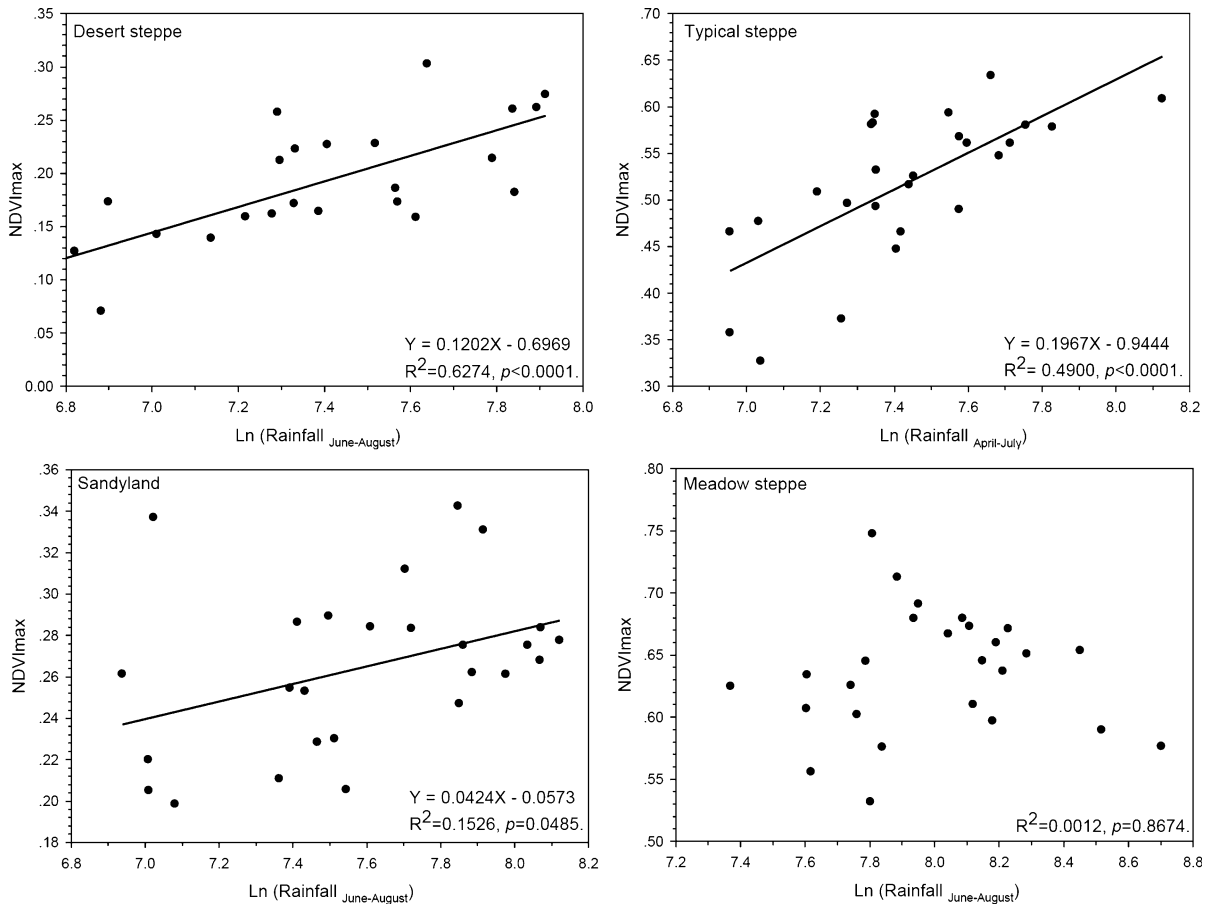 Desert steppe
.35
.30
.25
.20
.15
.10
.05
0.00
NDVImax
Y = 0.1202X - 0.6969
R2=0.6274, p<0.0001.
6.8 7.0 7.2 7.4 7.6 7.8 8.0
Ln (Rainfall June-August)
Typical steppe
.70
.65
.60
.55
.50
.45
.40
.35
.30
NDVImax
Y = 0.1967X - 0.9444
R2= 0.4900, p<0.0001.
6.8 7.0 7.2 7.4 7.6 7.8 8.0 8.2
Ln (Rainfall April-July)
Sandyland
.36
.34
.32
.30
.28
.26
.24
.22
.20
.18
NDVImax
Y = 0.0424X - 0.0573
R2=0.1526, p=0.0485.
6.8 7.0 7.2 7.4 7.6 7.8 8.0 8.2
Ln (Rainfall June-August)
Meadow steppe
.80
.75
.70
.65
.60
.55
.50
NDVImax
R2=0.0012, p=0.8674.
7.2 7.4 7.6 7.8 8.0 8.2 8.4 8.6 8.8
Ln (Rainfall June-August)